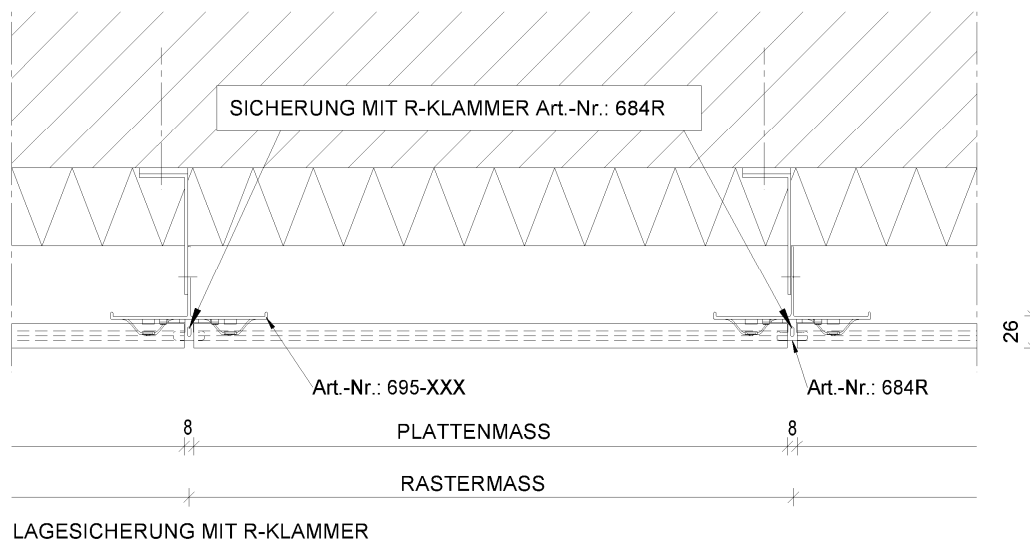 SICHERUNG MIT R-KLAMMER Art.-Nr.: 684R
26
Art.-Nr.: 695-XXX
Art.-Nr.: 684R
8
PLATTENMASS
8
RASTERMASS
LAGESICHERUNG MIT R-KLAMMER